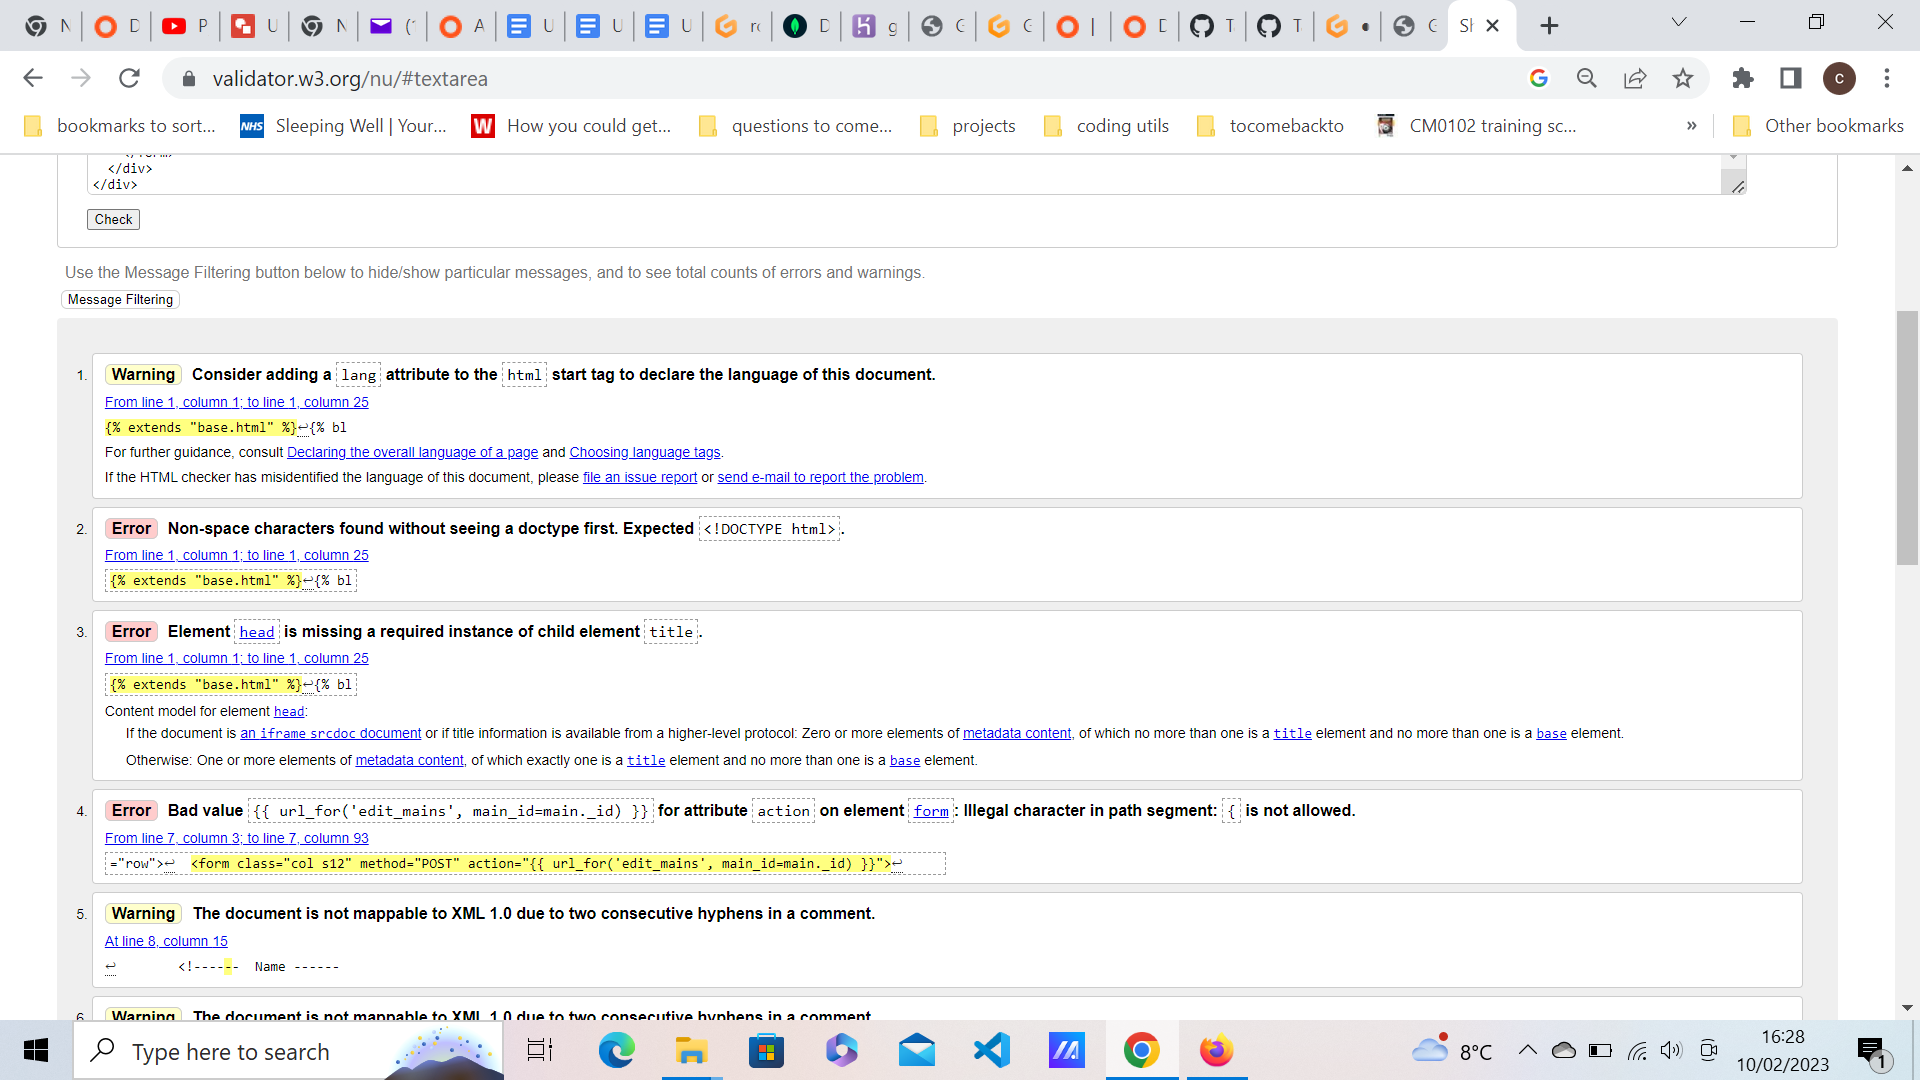 N
D
P
U
N
(1
A
U
U
U
ro
D
g
G
G
|
D
T
T
G
Sh
validator.w3.org/nu/#textarea
c
bookmarks to sort...
NHS
Sleeping Well | Your...
W
How you could get...
questions to come...
projects
coding utils
tocomebackto
CM0102 training sc...
»
Other bookmarks
</form>
</div>
</div>
Check
Use the Message Filtering button below to hide/show particular messages, and to see total counts of errors and warnings.
Message Filtering
1. Warning Consider adding a lang attribute to the html start tag to declare the language of this document.
From line 1, column 1; to line 1, column 25
{% extends "base.html" %}↩{% bl
For further guidance, consult Declaring the overall language of a page and Choosing language tags.
If the HTML checker has misidentified the language of this document, please file an issue report or send e-mail to report the problem.
2. Error Non-space characters found without seeing a doctype first. Expected <!DOCTYPE html>.
From line 1, column 1; to line 1, column 25
{% extends "base.html" %}↩{% bl
3. Error Element head is missing a required instance of child element title.
From line 1, column 1; to line 1, column 25
{% extends "base.html" %}↩{% bl
Content model for element head:
If the document is an iframe srcdoc document or if title information is available from a higher-level protocol: Zero or more elements of metadata content, of which no more than one is a title element and no more than one is a base element.
Otherwise: One or more elements of metadata content, of which exactly one is a title element and no more than one is a base element.
4. Error Bad value {{ url_for('edit_mains', main_id=main._id) }} for attribute action on element form: Illegal character in path segment: { is not allowed.
From line 7, column 3; to line 7, column 93
="row">↩ <form class="col s12" method="POST" action="{{ url_for('edit_mains', main_id=main._id) }}">↩
5. Warning The document is not mappable to XML 1.0 due to two consecutive hyphens in a comment.
At line 8, column 15
↩ <!------ Name ------
6. Warning The document is not mappable to XML 1.0 due to two consecutive hyphens in a comment.
Type here to search
8°C
16:28
10/02/2023
1